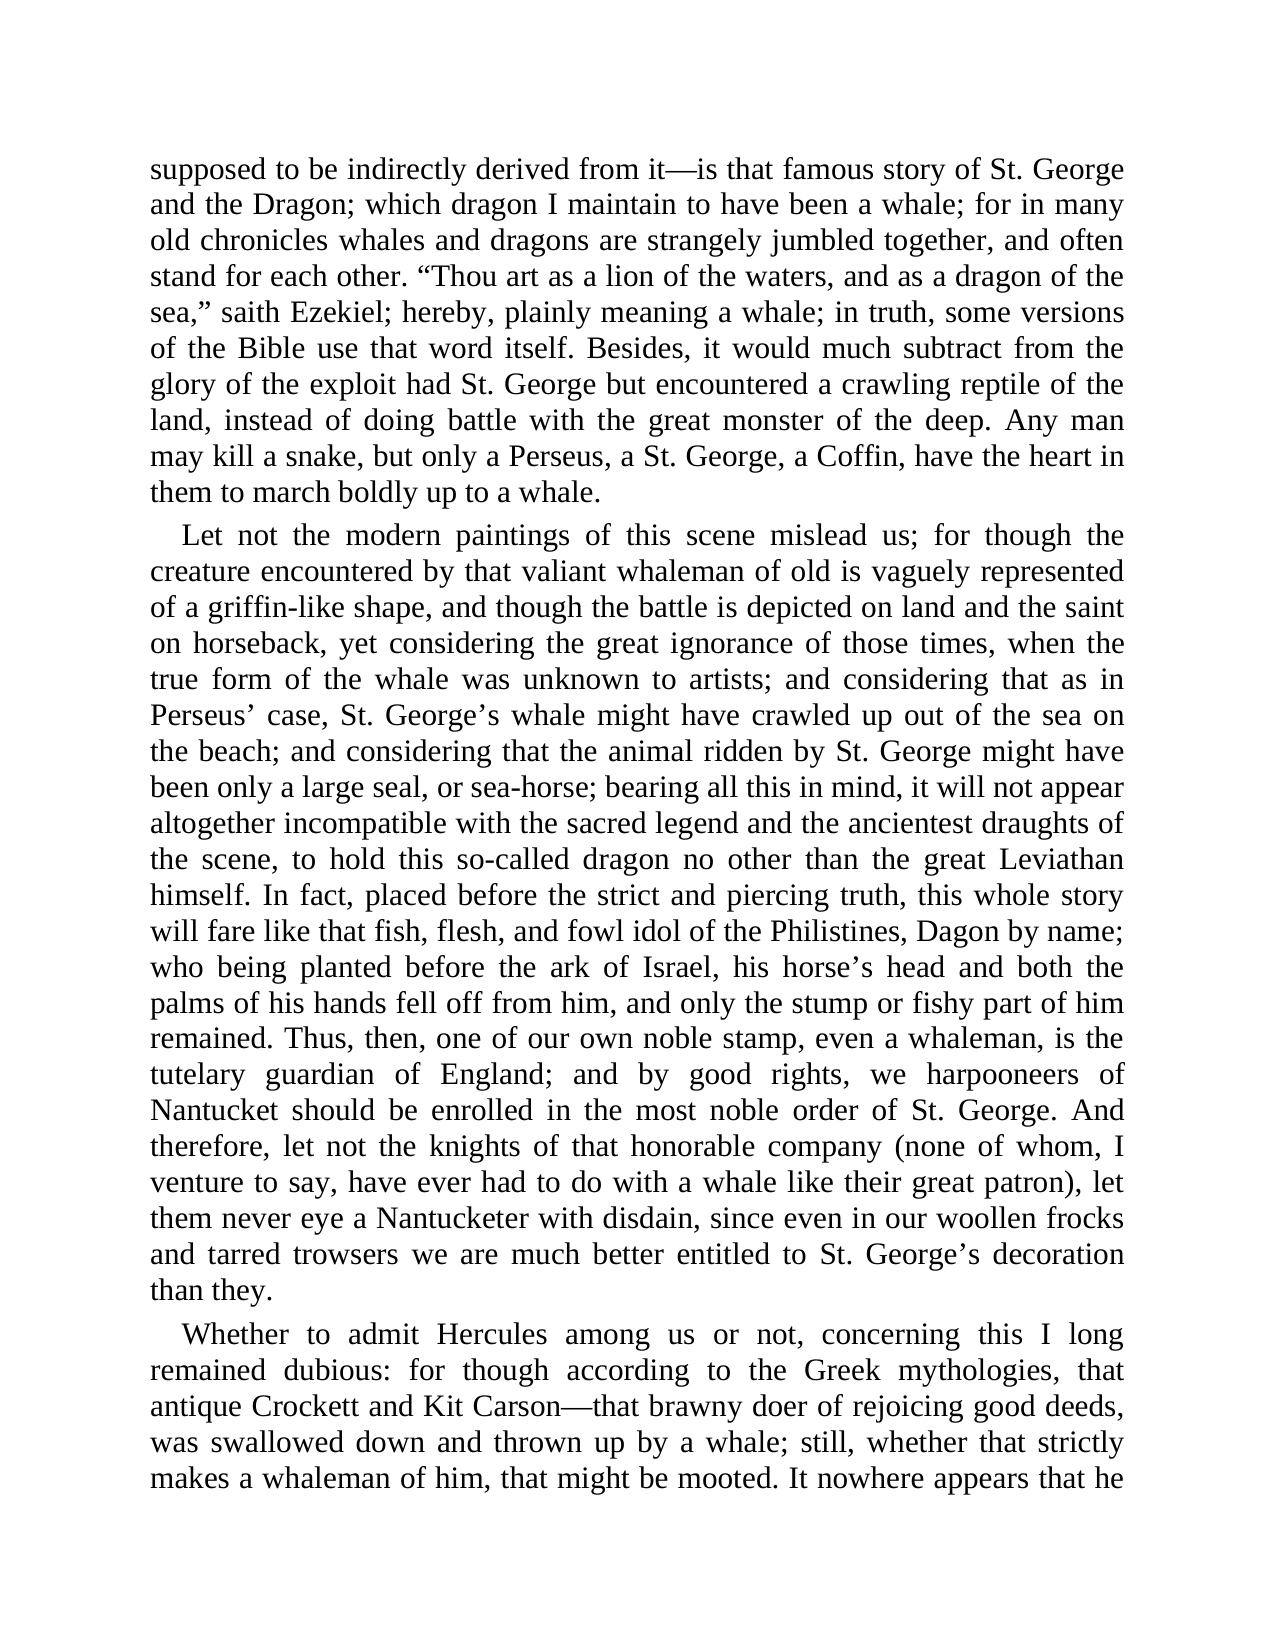 supposed to be indirectly derived from it—is that famous story of St. George
and the Dragon; which dragon I maintain to have been a whale; for in many
old chronicles whales and dragons are strangely jumbled together, and often
stand for each other. “Thou art as a lion of the waters, and as a dragon of the
sea,” saith Ezekiel; hereby, plainly meaning a whale; in truth, some versions
of the Bible use that word itself. Besides, it would much subtract from the
glory of the exploit had St. George but encountered a crawling reptile of the
land, instead of doing battle with the great monster of the deep. Any man
may kill a snake, but only a Perseus, a St. George, a Coffin, have the heart in
them to march boldly up to a whale.
Let not the modern paintings of this scene mislead us; for though the
creature encountered by that valiant whaleman of old is vaguely represented
of a griffin-like shape, and though the battle is depicted on land and the saint
on horseback, yet considering the great ignorance of those times, when the
true form of the whale was unknown to artists; and considering that as in
Perseus’ case, St. George’s whale might have crawled up out of the sea on
the beach; and considering that the animal ridden by St. George might have
been only a large seal, or sea-horse; bearing all this in mind, it will not appear
altogether incompatible with the sacred legend and the ancientest draughts of
the scene, to hold this so-called dragon no other than the great Leviathan
himself. In fact, placed before the strict and piercing truth, this whole story
will fare like that fish, flesh, and fowl idol of the Philistines, Dagon by name;
who being planted before the ark of Israel, his horse’s head and both the
palms of his hands fell off from him, and only the stump or fishy part of him
remained. Thus, then, one of our own noble stamp, even a whaleman, is the
tutelary guardian of England; and by good rights, we harpooneers of
Nantucket should be enrolled in the most noble order of St. George. And
therefore, let not the knights of that honorable company (none of whom, I
venture to say, have ever had to do with a whale like their great patron), let
them never eye a Nantucketer with disdain, since even in our woollen frocks
and tarred trowsers we are much better entitled to St. George’s decoration
than they.
Whether to admit Hercules among us or not, concerning this I long
remained dubious: for though according to the Greek mythologies, that
antique Crockett and Kit Carson—that brawny doer of rejoicing good deeds,
was swallowed down and thrown up by a whale; still, whether that strictly
makes a whaleman of him, that might be mooted. It nowhere appears that he